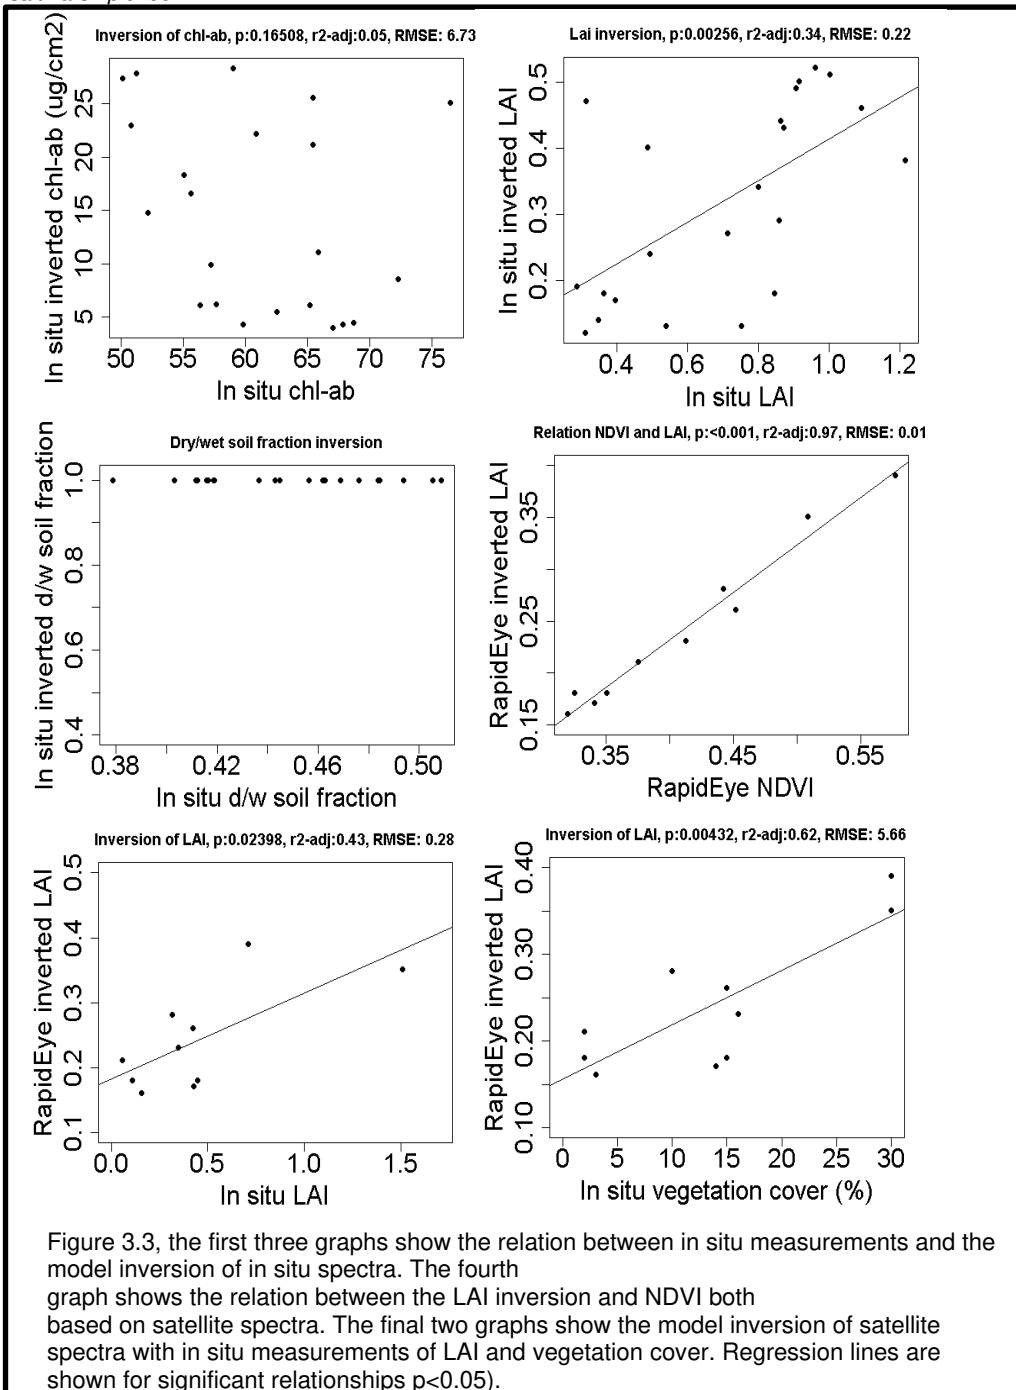 Inversion of chl-ab, p:0.16508, r2-adj:0.05, RMSE: 6.73
In situ inverted chl-ab (ug/cm2)
25
20
15
10
5
50 55 60 65 70 75
In situ chl-ab
Lai inversion, p:0.00256, r2-adj:0.34, RMSE: 0.22
In situ inverted LAI
0.5
0.4
0.3
0.2
0.4 0.6 0.8 1.0 1.2
In situ LAI
Dry/wet soil fraction inversion
In situ inverted d/w soil fraction
1.0
0.8
0.6
0.4
0.38 0.42 0.46 0.50
In situ d/w soil fraction
Relation NDVI and LAI, p:<0.001, r2-adj:0.97, RMSE: 0.01
RapidEye inverted LAI
0.35
0.25
0.15
0.35 0.45 0.55
RapidEye NDVI
Inversion of LAI, p:0.02398, r2-adj:0.43, RMSE: 0.28
RapidEye inverted LAI
0.5
0.4
0.3
0.2
0.1
0.0 0.5 1.0 1.5
In situ LAI
Inversion of LAI, p:0.00432, r2-adj:0.62, RMSE: 5.66
RapidEye inverted LAI
0.40
0.30
0.20
0.10
0 5 10 15 20 25 30
In situ vegetation cover (%)
Figure 3.3, the first three graphs show the relation between in situ measurements and the
model inversion of in situ spectra. The fourth
graph shows the relation between the LAI inversion and NDVI both
based on satellite spectra. The final two graphs show the model inversion of satellite
spectra with in situ measurements of LAI and vegetation cover. Regression lines are
shown for significant relationships p<0.05).